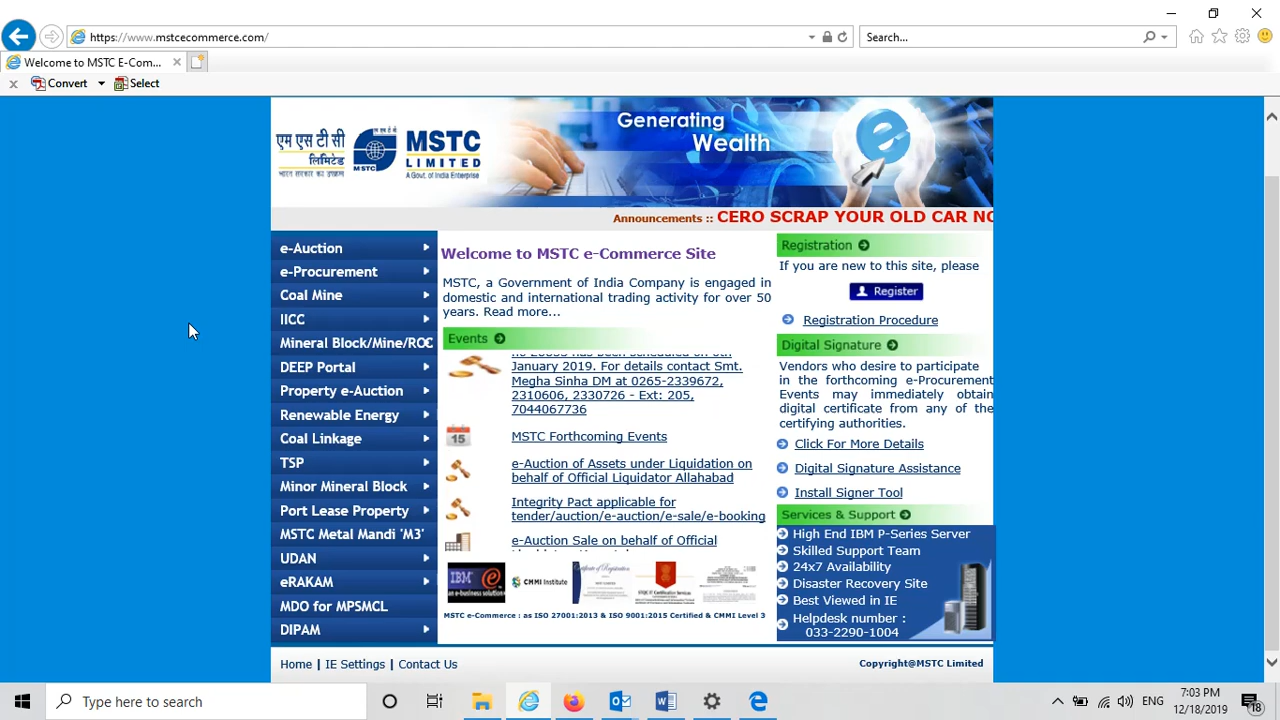 https://www.mstcecommerce.com/
Search...
Welcome to MSTC E-Com...
Convert
Select
एम एस टी सी
लिमिटेड
भारत सरकार का उपक्रम
MSTC
MSTC
LIMITED
A Govt. of India Enterprise
Generating
Wealth
Announcements :: CERO SCRAP YOUR OLD CAR NO
e-Auction
e-Procurement
Coal Mine
IICC
Mineral Block/Mine/ROC
DEEP Portal
Property e-Auction
Renewable Energy
Coal Linkage
TSP
Minor Mineral Block
Port Lease Property
MSTC Metal Mandi 'M3'
UDAN
eRAKAM
MDO for MPSMCL
DIPAM
Welcome to MSTC e-Commerce Site
MSTC, a Government of India Company is engaged in
domestic and international trading activity for over 50
years. Read more...
Events
January 2019. For details contact Smt.
Megha Sinha DM at 0265-2339672,
2310606, 2330726 - Ext: 205,
7044067736
15
MSTC Forthcoming Events
e-Auction of Assets under Liquidation on
behalf of Official Liquidator Allahabad
Integrity Pact applicable for
tender/auction/e-auction/e-sale/e-booking
e-Auction Sale on behalf of Official
IBM
an e-business solution
CMMI Institute
MSTC e-Commerce : as ISO 27001:2013 & ISO 9001:2015 Certified & CMMI Level 3
Registration
If you are new to this site, please
Register
Registration Procedure
Digital Signature
Vendors who desire to participate
in the forthcoming e-Procurement
Events may immediately obtain
digital certificate from any of the
certifying authorities.
Click For More Details
Digital Signature Assistance
Install Signer Tool
Services & Support
High End IBM P-Series Server
Skilled Support Team
24x7 Availability
Disaster Recovery Site
Best Viewed in IE
Helpdesk number :
033-2290-1004
Home | IE Settings | Contact Us
Copyright@MSTC Limited
Type here to search
ENG
7:03 PM
12/18/2019
18